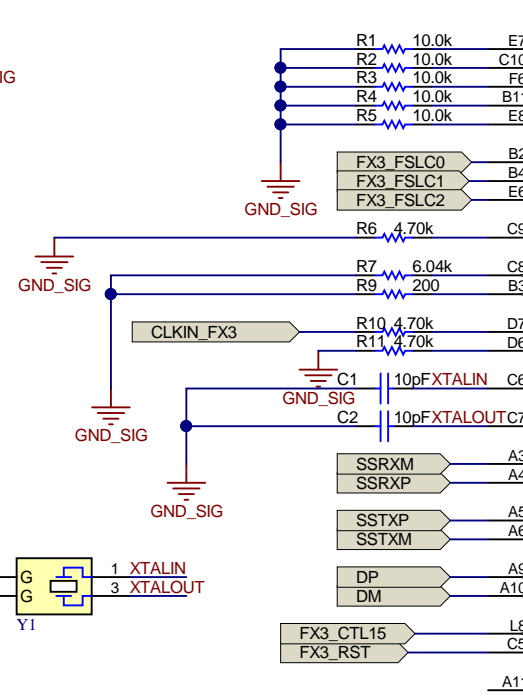 R1 10.0k E7
R2 10.0k C10
IG R3 10.0k F6
R4 10.0k B11
R5 10.0k E8
FX3_FSLC0 B2
FX3_FSLC1 B4
FX3_FSLC2 E6
GND_SIG
R6 4.70k C9
R7 6.04k C8
GND_SIG
R9 200 B3
CLKIN_FX3 R10 4.70k D7
R11 4.70k D6
C1 10pF XTALIN C6
GND_SIG
C2 10pF XTALOUT C7
GND_SIG
SSRXM A3
SSRXP A4
GND_SIG
SSTXP A5
SSTXM A6
G 1 XTALIN DP A9
G 3 XTALOUT DM A10
Y1
FX3_CTL15 L8
FX3_RST C5
A11